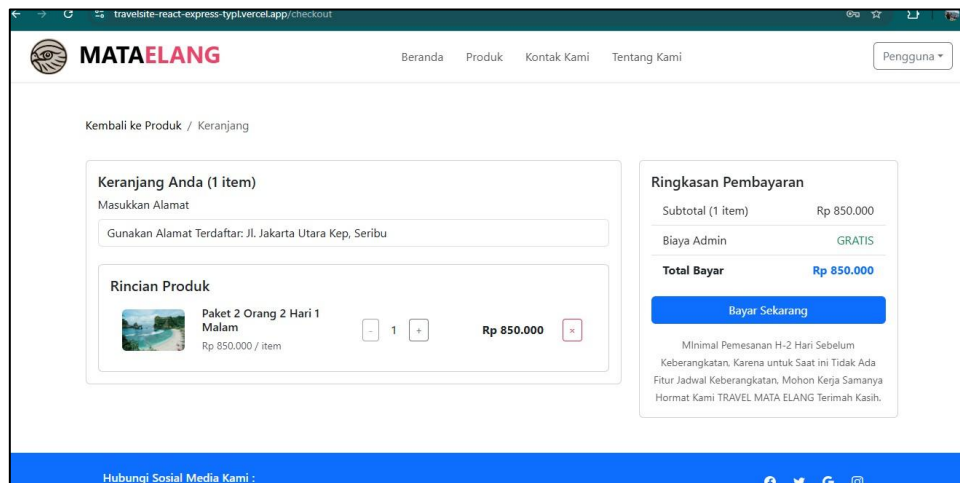 travelsite-react-express-typl.vercel.app/checkout
MATAELANG
Beranda Produk Kontak Kami Tentang Kami Pengguna
Kembali ke Produk / Keranjang
Keranjang Anda (1 item)
Masukkan Alamat
Gunakan Alamat Terdaftar: Jl. Jakarta Utara Kep, Seribu
Rincian Produk
Paket 2 Orang 2 Hari 1
Malam
Rp 850.000 / item
- 1 + Rp 850.000 ×
Ringkasan Pembayaran
Subtotal (1 item) Rp 850.000
Biaya Admin GRATIS
Total Bayar Rp 850.000
Bayar Sekarang
MInimal Pemesanan H-2 Hari Sebelum
Keberangkatan, Karena untuk Saat ini Tidak Ada
Fitur Jadwal Keberangkatan, Mohon Kerja Samanya
Hormat Kami TRAVEL MATA ELANG Terimah Kasih.
Hubungi Sosial Media Kami :